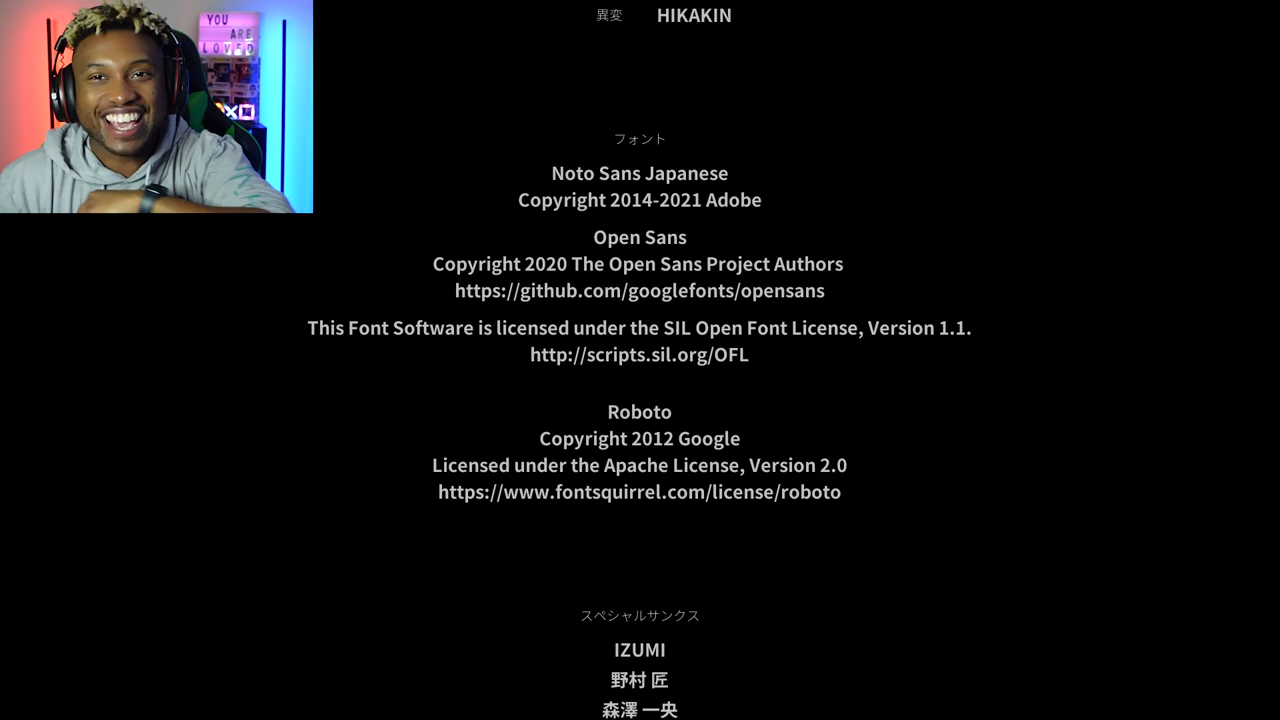 YOU
ARE
LOVED
異変 HIKAKIN
フォント
Noto Sans Japanese
Copyright 2014-2021 Adobe
Open Sans
Copyright 2020 The Open Sans Project Authors
https://github.com/googlefonts/opensans
This Font Software is licensed under the SIL Open Font License, Version 1.1.
http://scripts.sil.org/OFL
Roboto
Copyright 2012 Google
Licensed under the Apache License, Version 2.0
https://www.fontsquirrel.com/license/roboto
スペシャルサンクス
IZUMI
野村 匠
森澤 一央